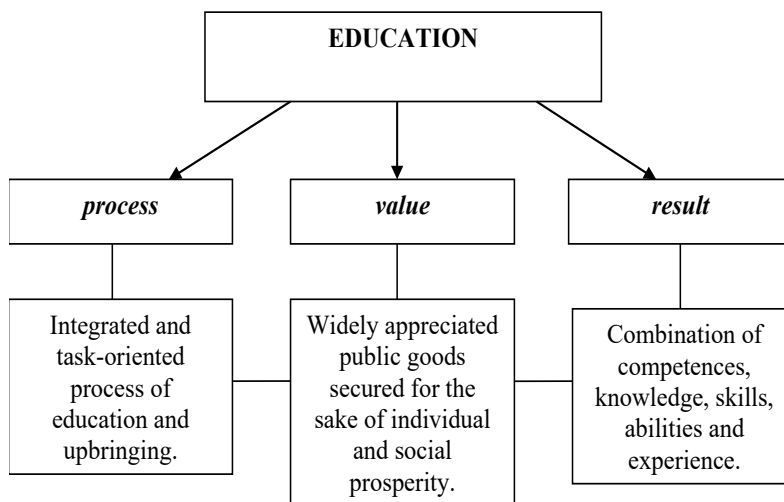 EDUCATION
process
value
result
Integrated and
task-oriented
process of
education and
upbringing.
Widely appreciated
public goods
secured for the
sake of individual
and social
prosperity.
Combination of
competences,
knowledge, skills,
abilities and
experience.